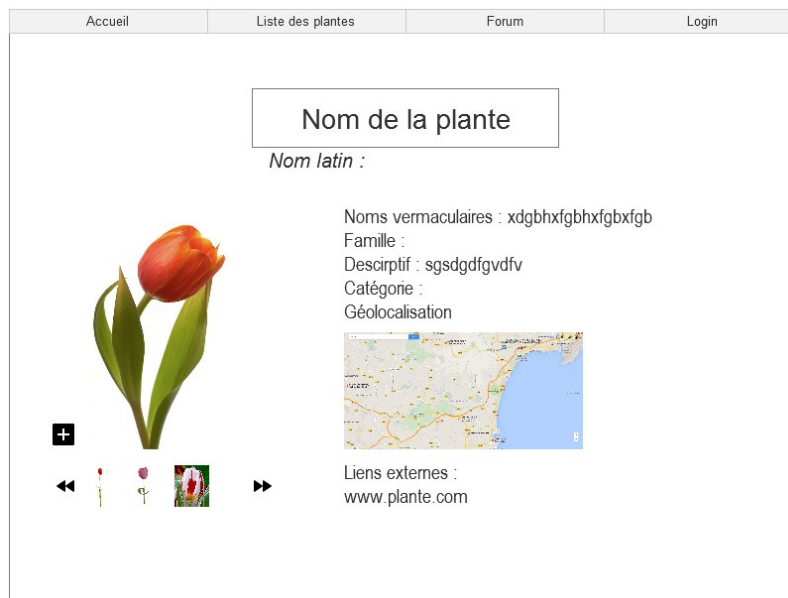 Accueil
Liste des plantes
Forum
Login
Nom de la plante
Nom latin :
Noms vermaculaires : xdgbhxfgbhxfgbxfgb
Famille :
Descirptif : sgsdgdfgvdfv
Catégorie :
Géolocalisation
Liens externes :
www.plante.com